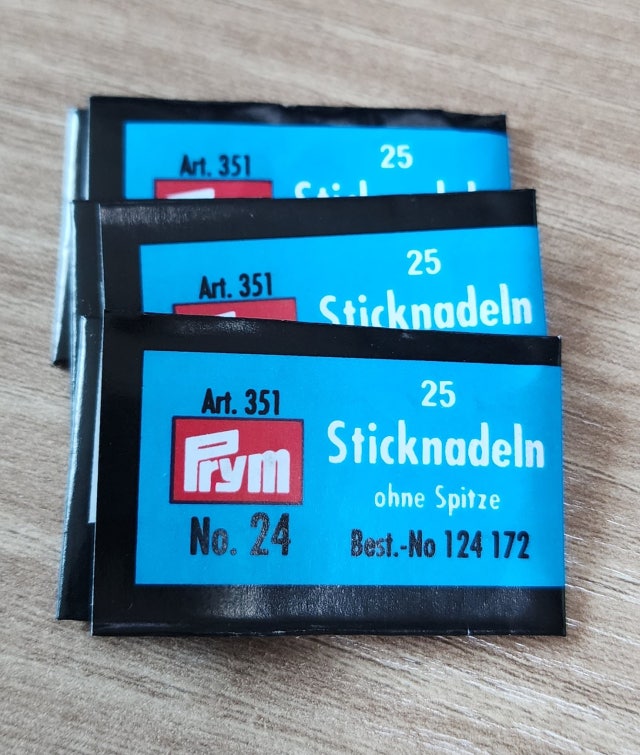 Art. 351
25
Art. 351
25
Sticknadeln
Art. 351
25
Prym
Sticknadeln
ohne Spitze
No. 24
Best.-No 124 172